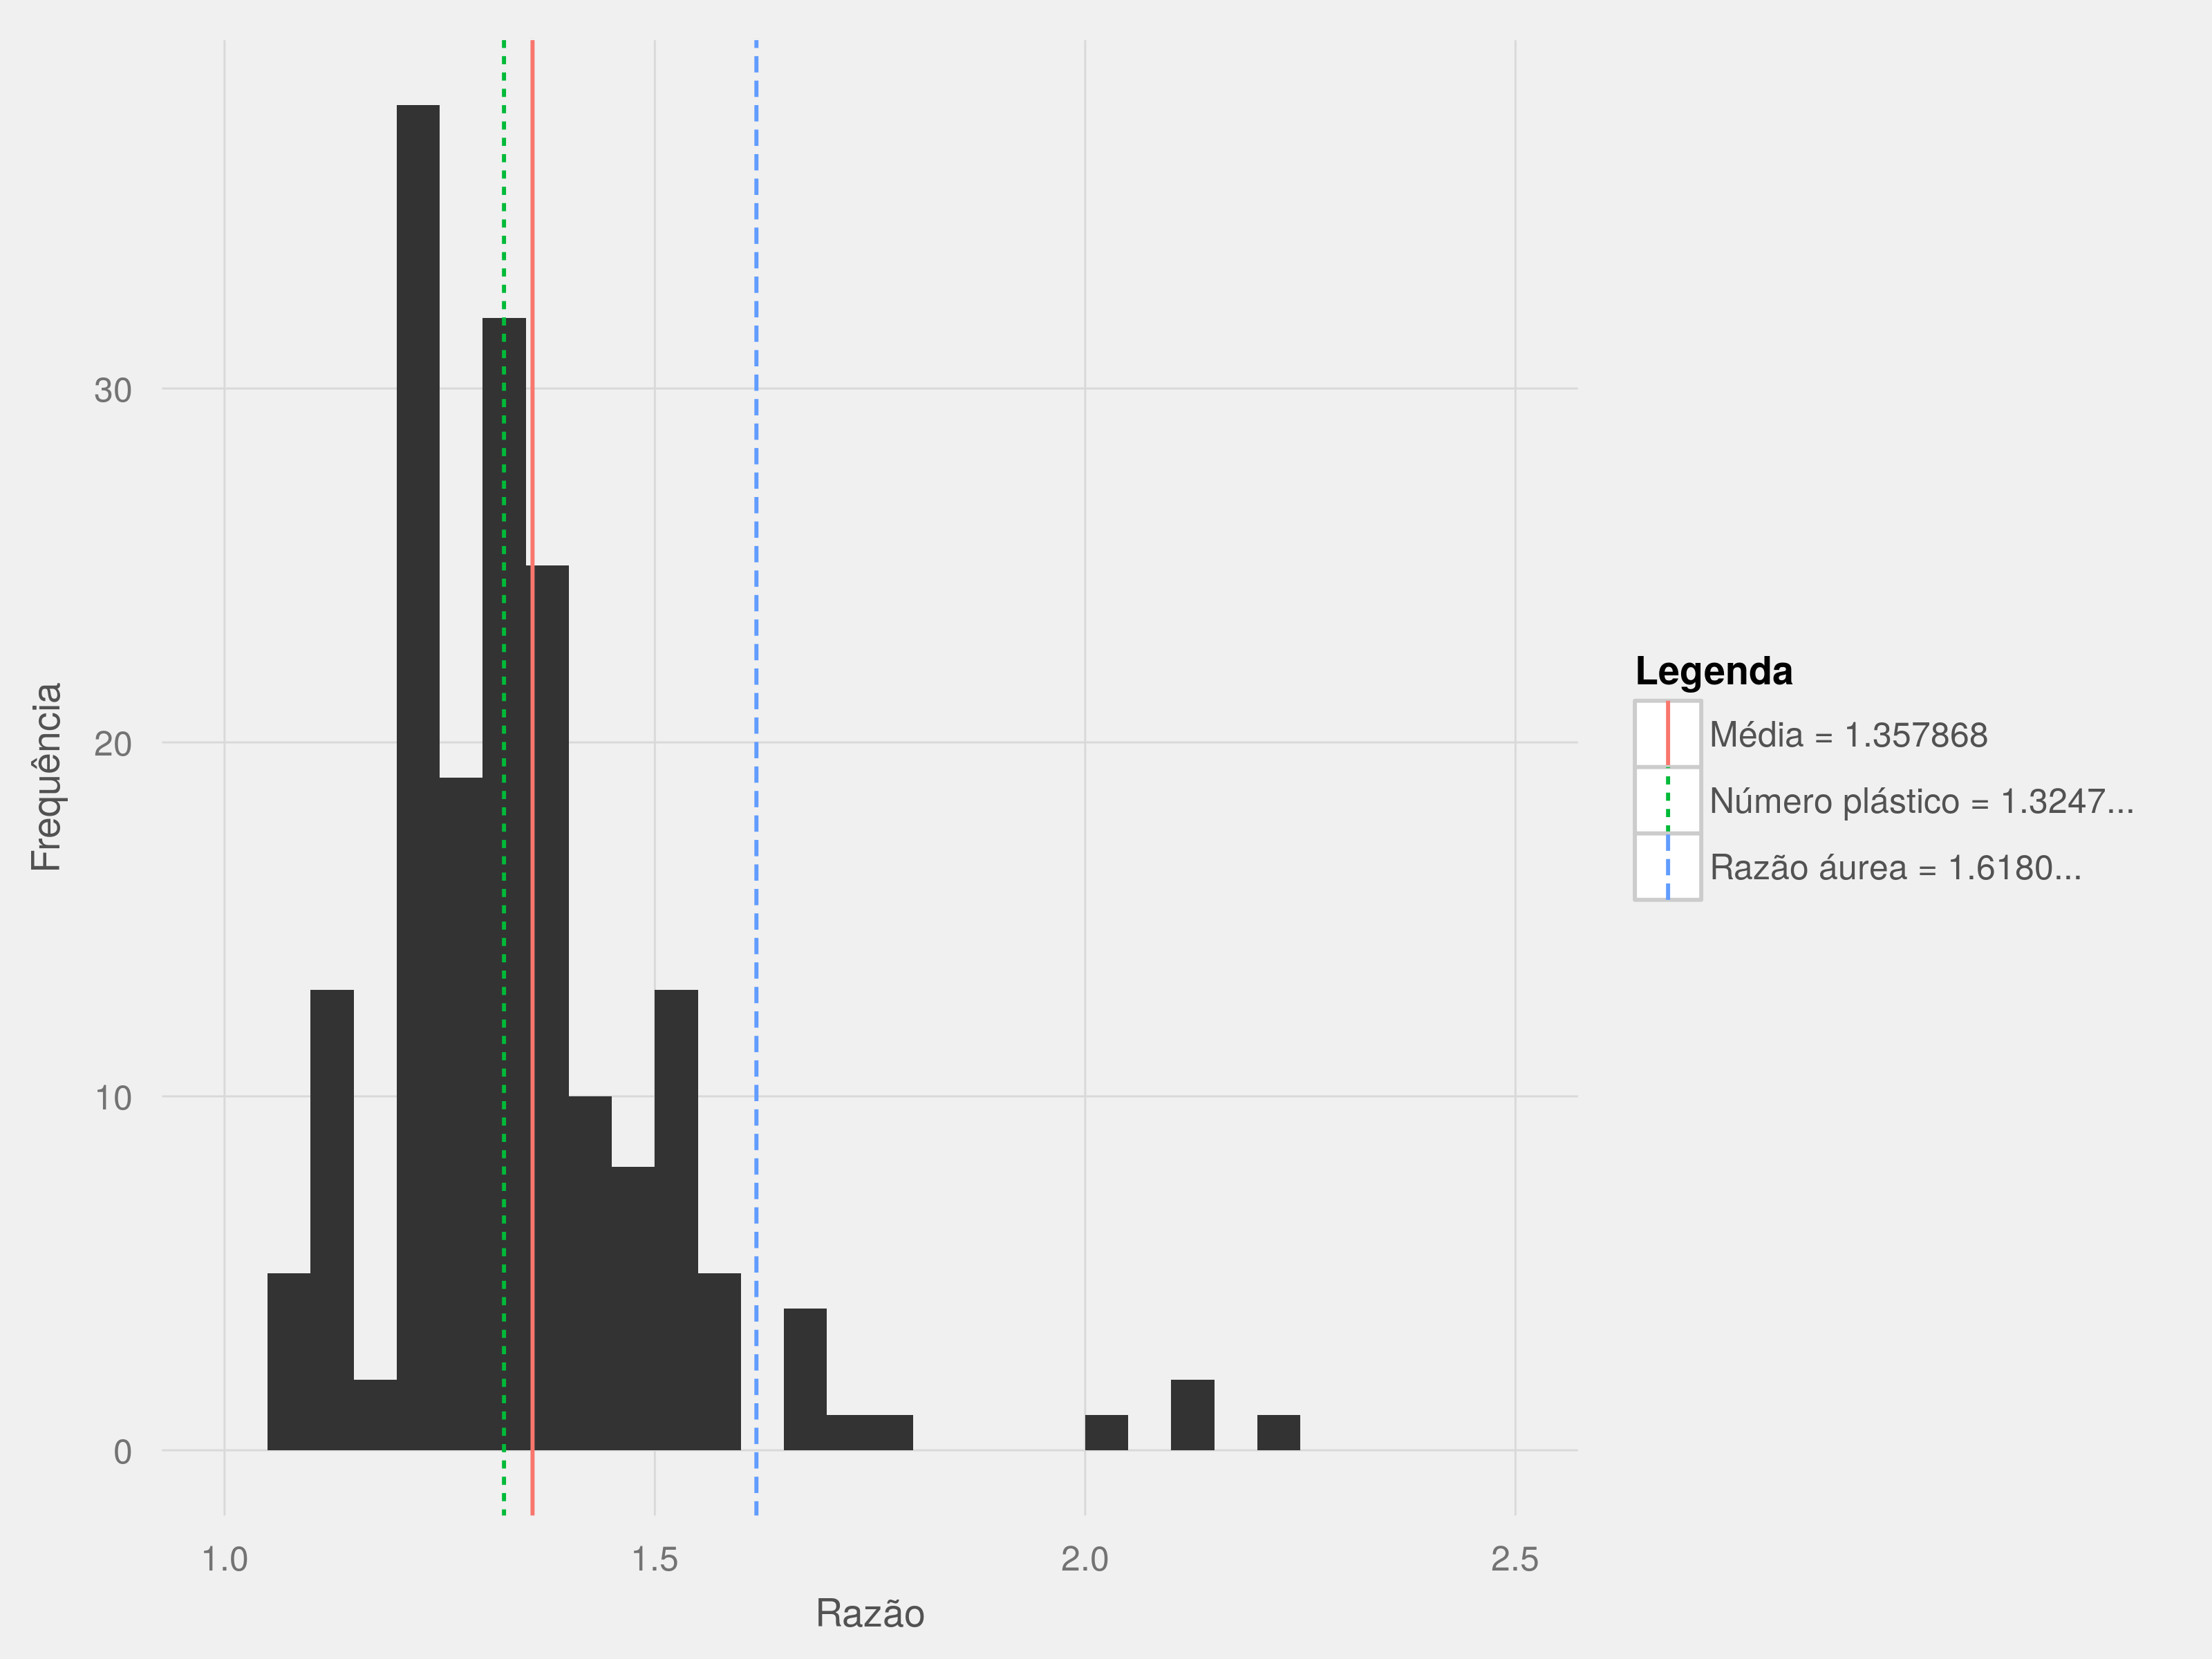 Frequência
30
20
10
0
1.0 1.5 2.0 2.5
Razão
Legenda
Média = 1.357868
Número plástico = 1.3247...
Razão áurea = 1.6180...